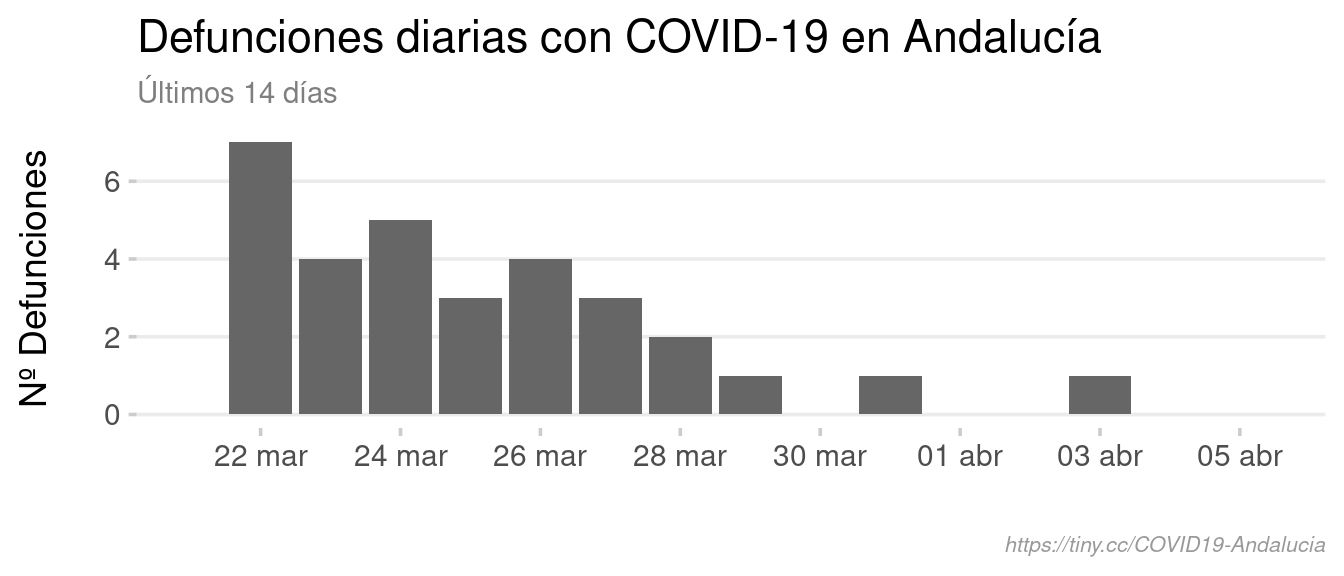 Defunciones diarias con COVID-19 en Andalucía
Últimos 14 días
Nº Defunciones
6
4
2
0
22 mar 24 mar 26 mar 28 mar 30 mar 01 abr 03 abr 05 abr
https://tiny.cc/COVID19-Andalucia